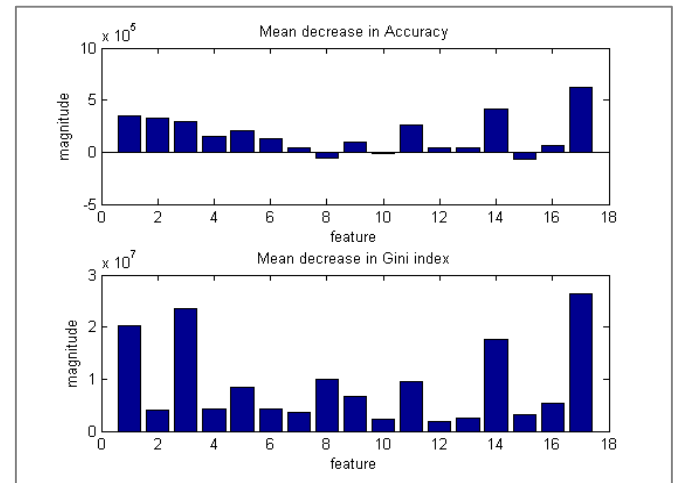 Mean decrease in Accuracy
x 10^5
10
5
0
-5
magnitude
0 2 4 6 8 10 12 14 16 18
feature
Mean decrease in Gini index
x 10^7
3
2
1
0
magnitude
0 2 4 6 8 10 12 14 16 18
feature